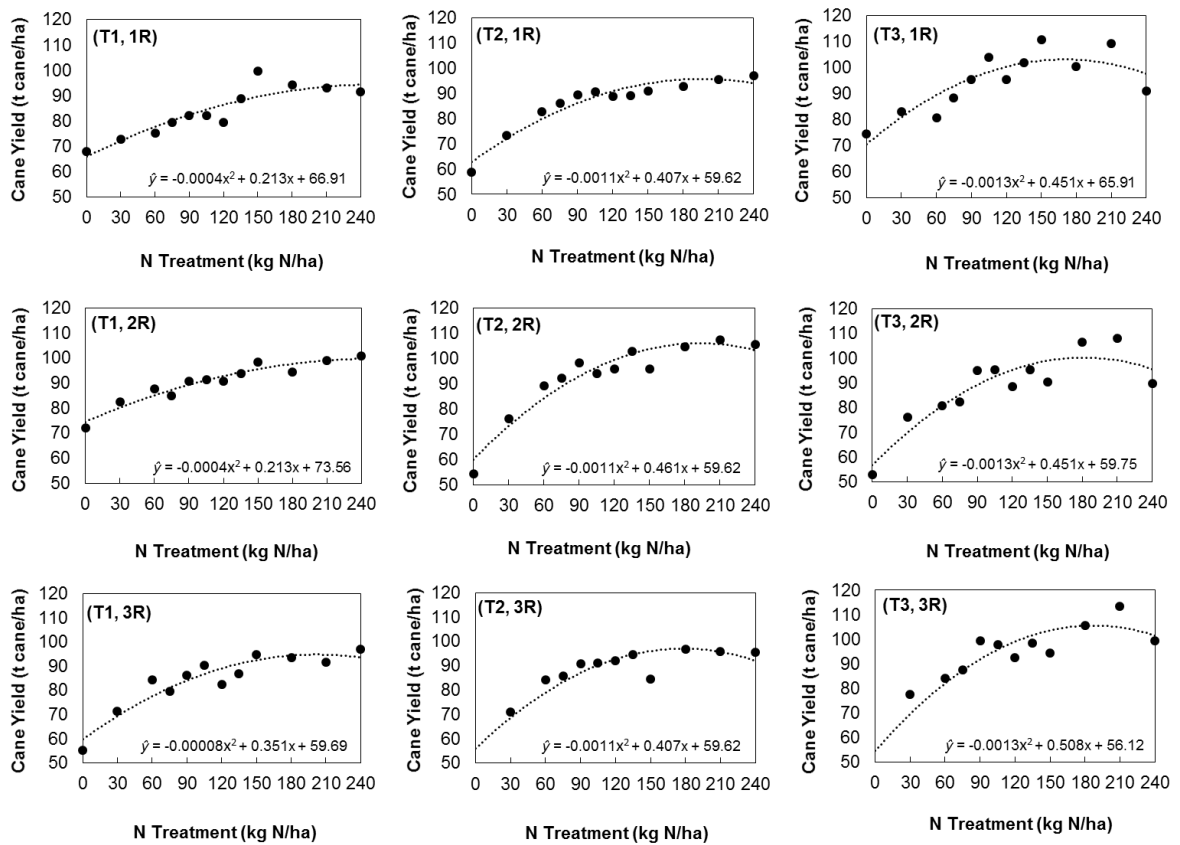 Cane Yield (t cane/ha)
120
110
100
90
80
70
60
50
(T1, 1R)
ŷ = -0.0004x² + 0.213x + 66.91
0 30 60 90 120 150 180 210 240
N Treatment (kg N/ha)
Cane Yield (t cane/ha)
120
110
100
90
80
70
60
50
(T2, 1R)
ŷ = -0.0011x² + 0.407x + 59.62
0 30 60 90 120 150 180 210 240
N Treatment (kg N/ha)
Cane Yield (t cane/ha)
120
110
100
90
80
70
60
50
(T3, 1R)
ŷ = -0.0013x² + 0.451x + 65.91
0 30 60 90 120 150 180 210 240
N Treatment (kg N/ha)
Cane Yield (t cane/ha)
120
110
100
90
80
70
60
50
(T1, 2R)
ŷ = -0.0004x² + 0.213x + 73.56
0 30 60 90 120 150 180 210 240
N Treatment (kg N/ha)
Cane Yield (t cane/ha)
120
110
100
90
80
70
60
50
(T2, 2R)
ŷ = -0.0011x² + 0.461x + 59.62
0 30 60 90 120 150 180 210 240
N Treatment (kg N/ha)
Cane Yield (t cane/ha)
120
110
100
90
80
70
60
50
(T3, 2R)
ŷ = -0.0013x² + 0.451x + 59.75
0 30 60 90 120 150 180 210 240
N Treatment (kg N/ha)
Cane Yield (t cane/ha)
120
110
100
90
80
70
60
50
(T1, 3R)
ŷ = -0.00008x² + 0.351x + 59.69
0 30 60 90 120 150 180 210 240
N Treatment (kg N/ha)
Cane Yield (t cane/ha)
120
110
100
90
80
70
60
50
(T2, 3R)
ŷ = -0.0011x² + 0.407x + 59.62
0 30 60 90 120 150 180 210 240
N Treatment (kg N/ha)
Cane Yield (t cane/ha)
120
110
100
90
80
70
60
50
(T3, 3R)
ŷ = -0.0013x² + 0.508x + 56.12
0 30 60 90 120 150 180 210 240
N Treatment (kg N/ha)